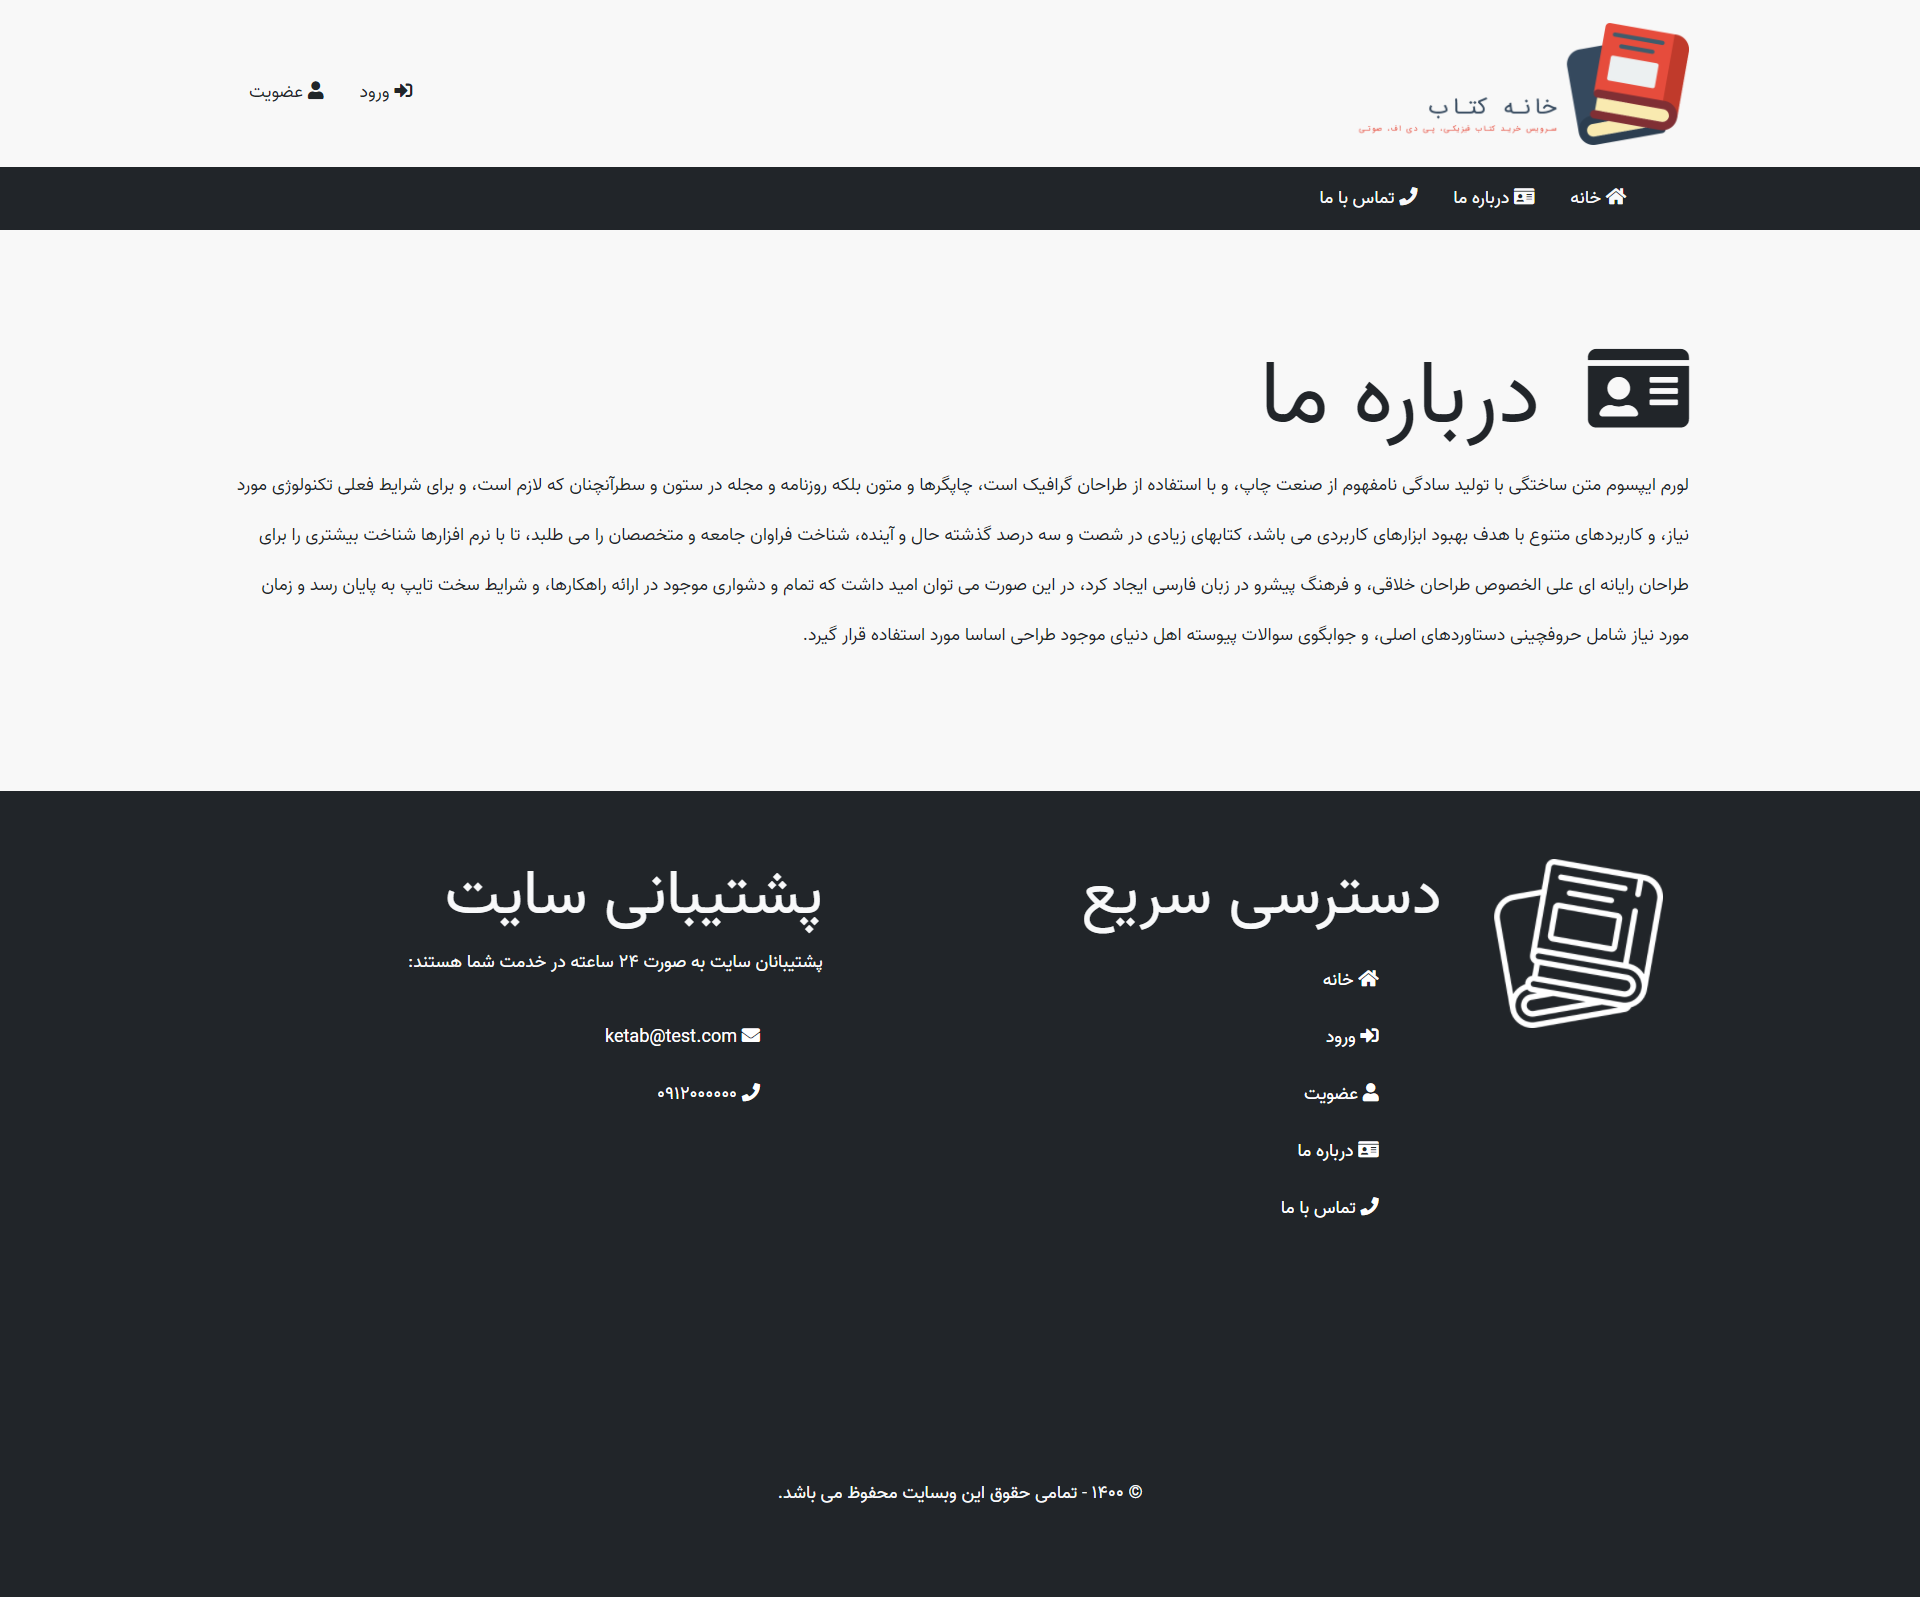 خانه کتاب
سرویس خرید کتاب فیزیکی، پی دی اف، صوتی
ورود
عضویت
خانه
درباره ما
تماس با ما
درباره ما
لورم ایپسوم متن ساختگی با تولید سادگی نامفهوم از صنعت چاپ، و با استفاده از طراحان گرافیک است، چاپگرها و متون بلکه روزنامه و مجله در ستون و سطرآنچنان که لازم است، و برای شرایط فعلی تکنولوژی مورد
نیاز، و کاربردهای متنوع با هدف بهبود ابزارهای کاربردی می باشد، کتابهای زیادی در شصت و سه درصد گذشته حال و آینده، شناخت فراوان جامعه و متخصصان را می طلبد، تا با نرم افزارها شناخت بیشتری را برای
طراحان رایانه ای علی الخصوص طراحان خلاقی، و فرهنگ پیشرو در زبان فارسی ایجاد کرد، در این صورت می توان امید داشت که تمام و دشواری موجود در ارائه راهکارها، و شرایط سخت تایپ به پایان رسد و زمان
مورد نیاز شامل حروفچینی دستاوردهای اصلی، و جوابگوی سوالات پیوسته اهل دنیای موجود طراحی اساسا مورد استفاده قرار گیرد.
دسترسی سریع
خانه
ورود
عضویت
درباره ما
تماس با ما
پشتیبانی سایت
پشتیبانان سایت به صورت ۲۴ ساعته در خدمت شما هستند:
ketab@test.com
۰۹۱۲۰۰۰۰۰۰
© ۱۴۰۰ - تمامی حقوق این وبسایت محفوظ می باشد.